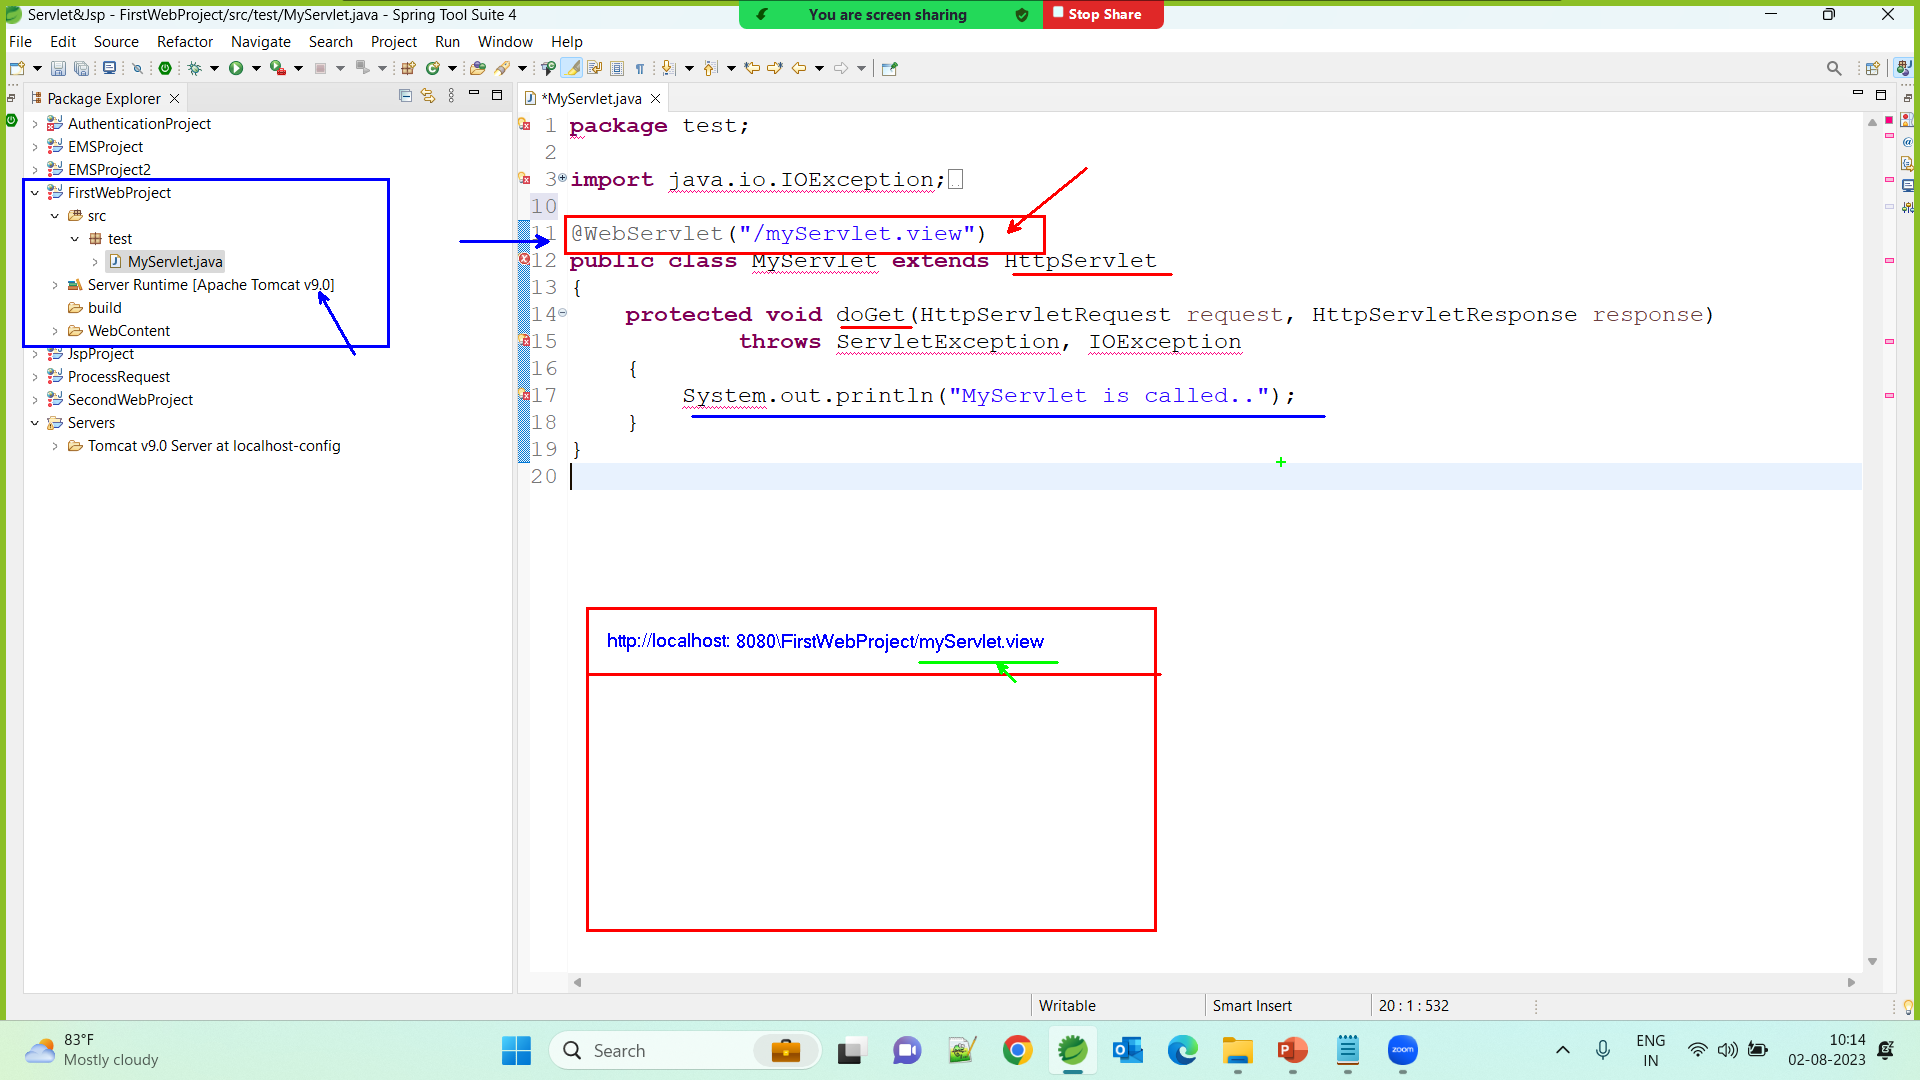 Servlet&Jsp - FirstWebProject/src/test/MyServlet.java - Spring Tool Suite 4
You are screen sharing
Stop Share
File Edit Source Refactor Navigate Search Project Run Window Help
Package Explorer
*MyServlet.java
AuthenticationProject
EMSProject
EMSProject2
FirstWebProject
src
test
MyServlet.java
Server Runtime [Apache Tomcat v9.0]
build
WebContent
JspProject
ProcessRequest
SecondWebProject
Servers
Tomcat v9.0 Server at localhost-config
1 package test;
2
3 import java.io.IOException;
10
11 @WebServlet("/myServlet.view")
12 public class MyServlet extends HttpServlet
13 {
14 protected void doGet(HttpServletRequest request, HttpServletResponse response)
15 throws ServletException, IOException
16 {
17 System.out.println("MyServlet is called..");
18 }
19 }
20
http://localhost: 8080\FirstWebProject/myServlet.view
Writable
Smart Insert
20 : 1 : 532
83°F
Mostly cloudy
Search
zoom
ENG
IN
10:14
02-08-2023